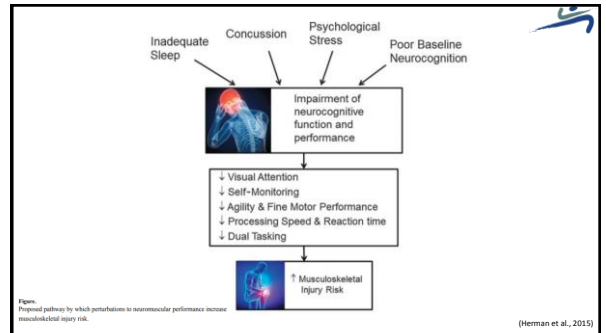 Inadequate
Sleep
Concussion
Psychological
Stress
Poor Baseline
Neurocognition
Impairment of
neurocognitive
function and
performance
↓ Visual Attention
↓ Self-Monitoring
↓ Agility & Fine Motor Performance
↓ Processing Speed & Reaction time
↓ Dual Tasking
↑ Musculoskeletal
Injury Risk
Figure.
Proposed pathway by which perturbations to neuromuscular performance increase
musculoskeletal injury risk.
(Herman et al., 2015)